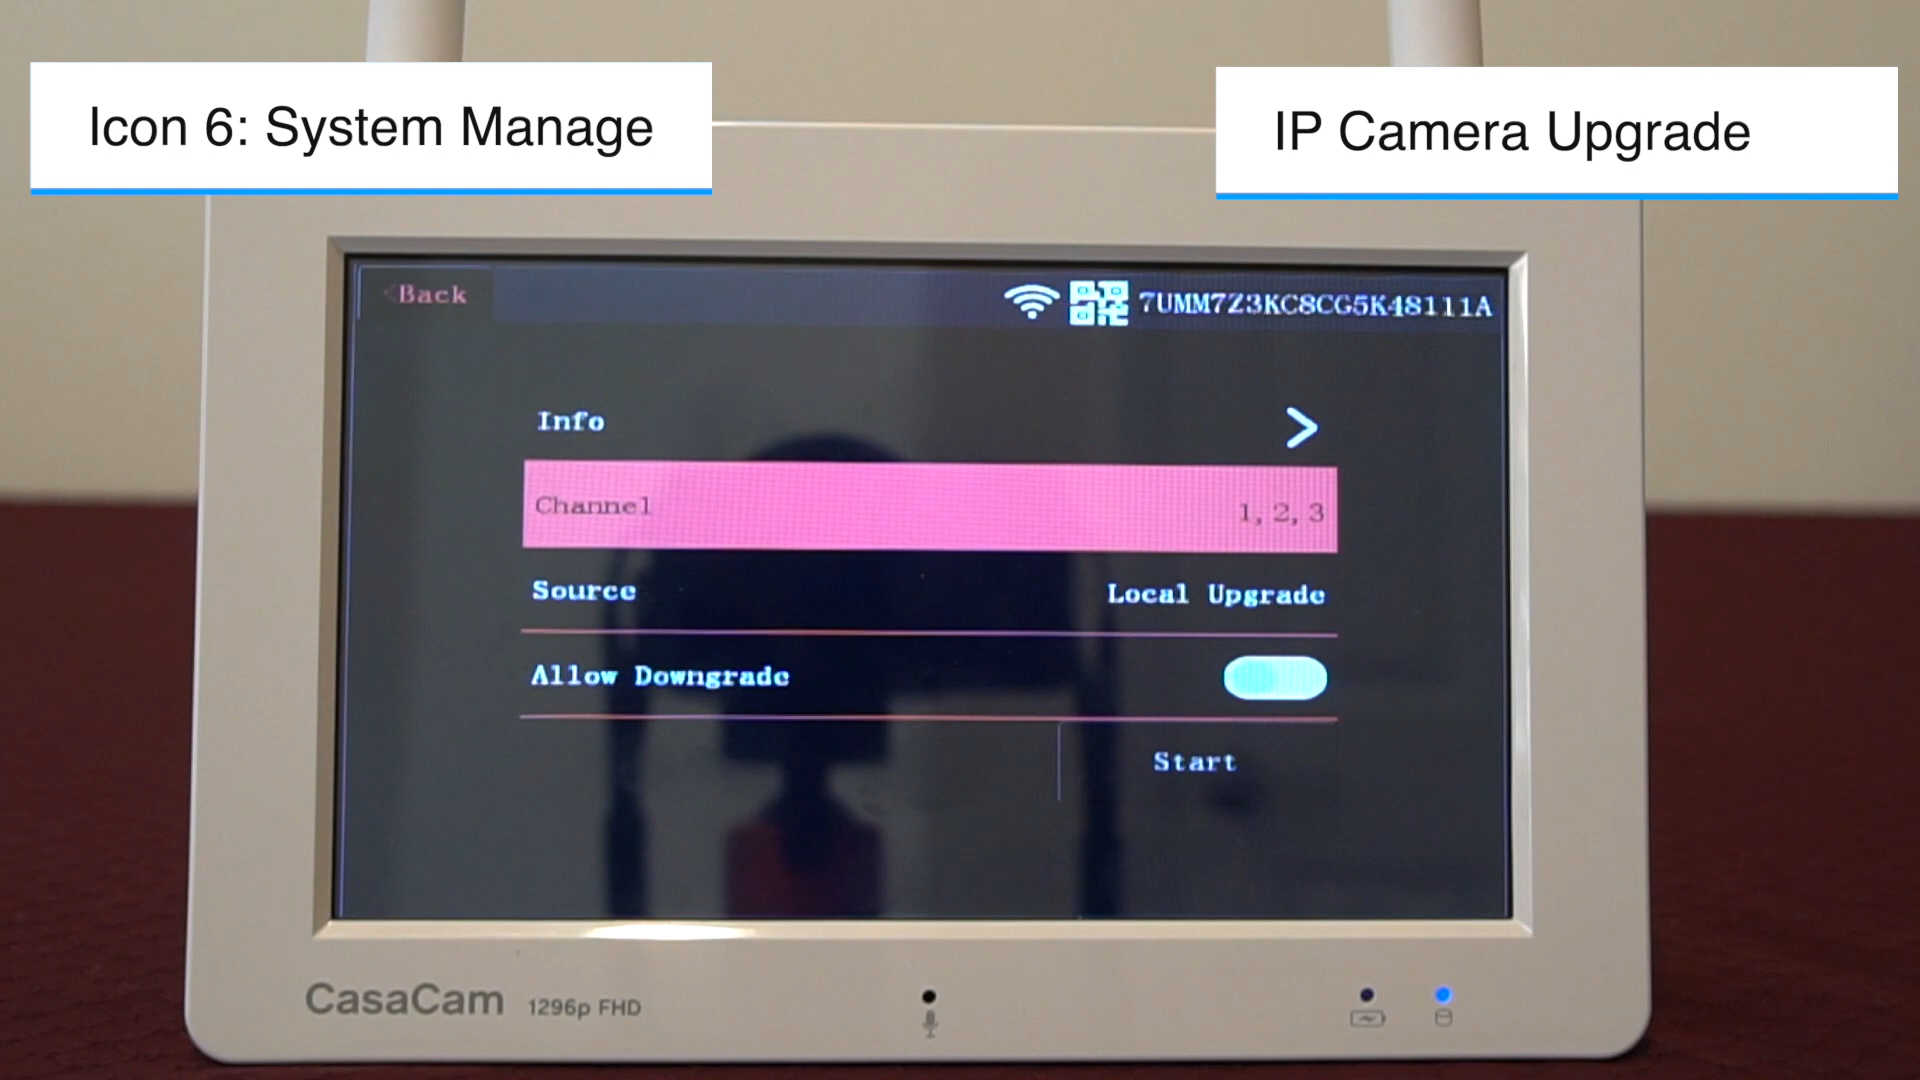 Icon 6: System Manage
IP Camera Upgrade
<Back
7UMM7Z3KC8CG5K48111A
Info >
Channel 1, 2, 3
Source Local Upgrade
Allow Downgrade
Start
CasaCam 1296p FHD